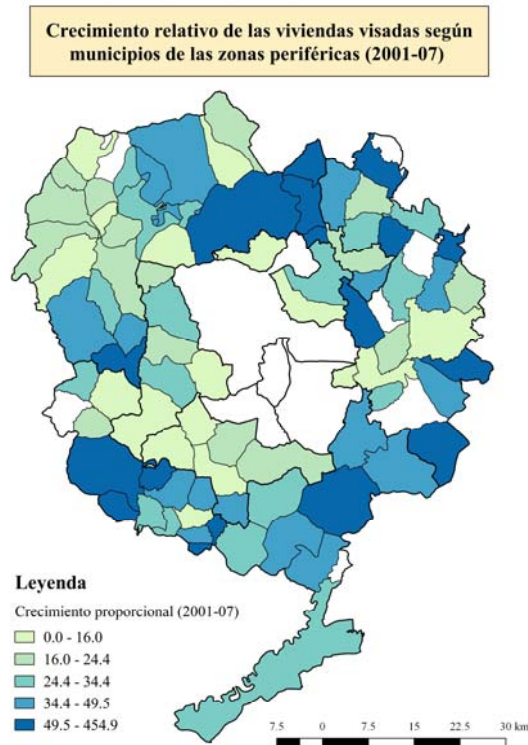 Crecimiento relativo de las viviendas visadas según
municipios de las zonas periféricas (2001-07)
Leyenda
Crecimiento proporcional (2001-07)
0.0 - 16.0
16.0 - 24.4
24.4 - 34.4
34.4 - 49.5
49.5 - 454.9
7.5 0 7.5 15 22.5 30 km